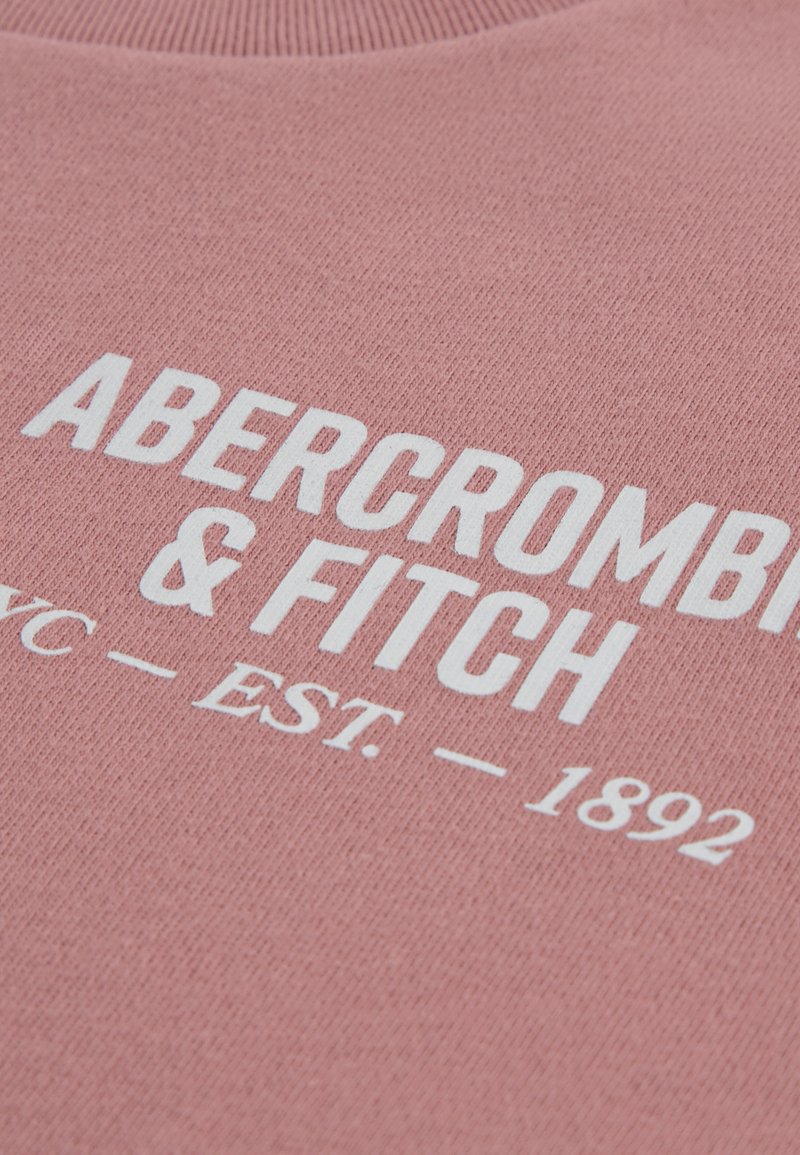 ABERCROMBI
& FITCH
YC — EST. — 1892